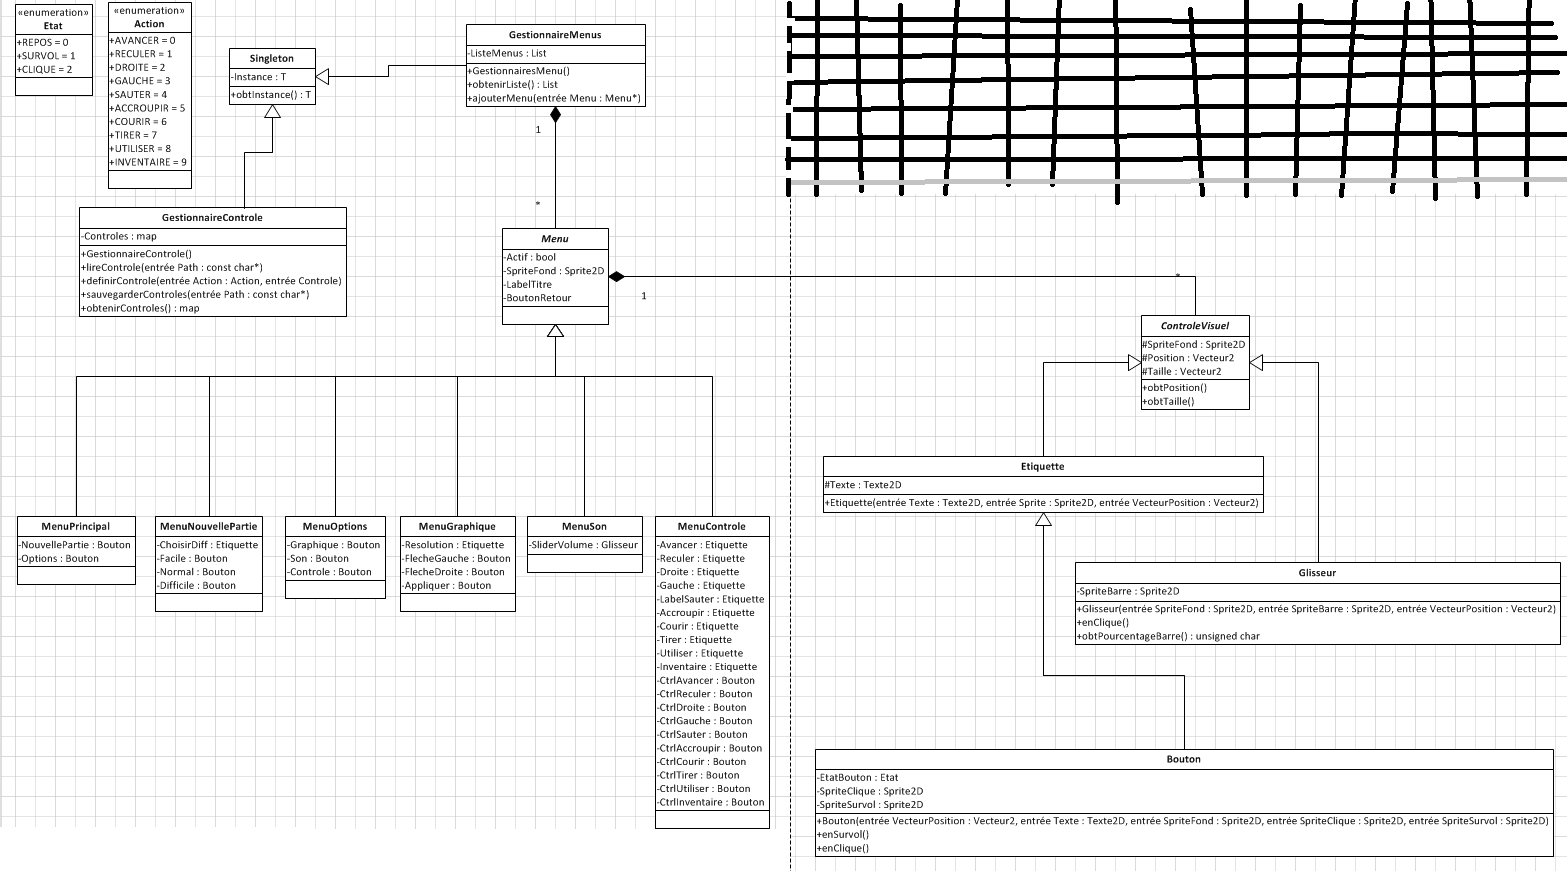 «enumeration»
Etat
+REPOS = 0
+SURVOL = 1
+CLIQUE = 2
«enumeration»
Action
+AVANCER = 0
+RECULER = 1
+DROITE = 2
+GAUCHE = 3
+SAUTER = 4
+ACCROUPIR = 5
+COURIR = 6
+TIRER = 7
+UTILISER = 8
+INVENTAIRE = 9
Singleton
-Instance : T
+obtInstance() : T
GestionnaireMenus
-ListeMenus : List
+GestionnairesMenu()
+obtenirListe() : List
+ajouterMenu(entrée Menu : Menu*)
1
*
GestionnaireControle
-Controles : map
+GestionnaireControle()
+lireControle(entrée Path : const char*)
+definirControle(entrée Action : Action, entrée Controle)
+sauvegarderControles(entrée Path : const char*)
+obtenirControles() : map
Menu
-Actif : bool
-SpriteFond : Sprite2D
-LabelTitre
-BoutonRetour
1
*
ControleVisuel
#SpriteFond : Sprite2D
#Position : Vecteur2
#Taille : Vecteur2
+obtPosition()
+obtTaille()
Etiquette
#Texte : Texte2D
+Etiquette(entrée Texte : Texte2D, entrée Sprite : Sprite2D, entrée VecteurPosition : Vecteur2)
MenuPrincipal
-NouvellePartie : Bouton
-Options : Bouton
MenuNouvellePartie
-ChoisirDiff : Etiquette
-Facile : Bouton
-Normal : Bouton
-Difficile : Bouton
MenuOptions
-Graphique : Bouton
-Son : Bouton
-Controle : Bouton
MenuGraphique
-Resolution : Etiquette
-FlecheGauche : Bouton
-FlecheDroite : Bouton
-Appliquer : Bouton
MenuSon
-SliderVolume : Glisseur
MenuControle
-Avancer : Etiquette
-Reculer : Etiquette
-Droite : Etiquette
-Gauche : Etiquette
-LabelSauter : Etiquette
-Accroupir : Etiquette
-Courir : Etiquette
-Tirer : Etiquette
-Utiliser : Etiquette
-Inventaire : Etiquette
-CtrlAvancer : Bouton
-CtrlReculer : Bouton
-CtrlDroite : Bouton
-CtrlGauche : Bouton
-CtrlSauter : Bouton
-CtrlAccroupir : Bouton
-CtrlCourir : Bouton
-CtrlTirer : Bouton
-CtrlUtiliser : Bouton
-CtrlInventaire : Bouton
Glisseur
-SpriteBarre : Sprite2D
+Glisseur(entrée SpriteFond : Sprite2D, entrée SpriteBarre : Sprite2D, entrée VecteurPosition : Vecteur2)
+enClique()
+obtPourcentageBarre() : unsigned char
Bouton
-EtatBouton : Etat
-SpriteClique : Sprite2D
-SpriteSurvol : Sprite2D
+Bouton(entrée VecteurPosition : Vecteur2, entrée Texte : Texte2D, entrée SpriteFond : Sprite2D, entrée SpriteClique : Sprite2D, entrée SpriteSurvol : Sprite2D)
+enSurvol()
+enClique()